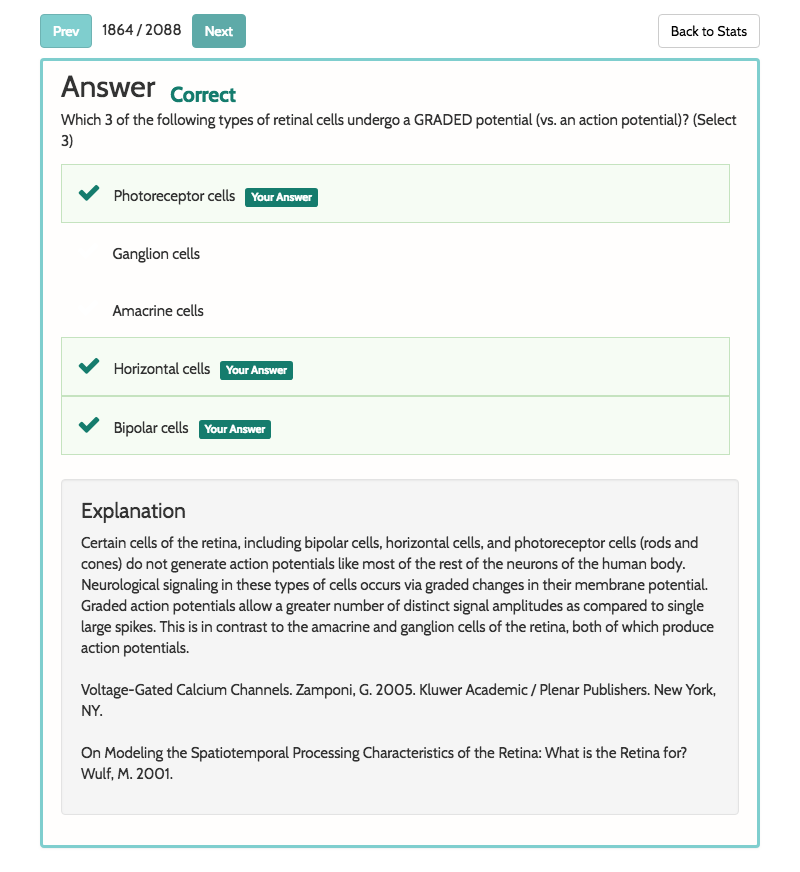 Prev 1864 / 2088 Next Back to Stats
Answer Correct
Which 3 of the following types of retinal cells undergo a GRADED potential (vs. an action potential)? (Select
3)
Photoreceptor cells Your Answer
Ganglion cells
Amacrine cells
Horizontal cells Your Answer
Bipolar cells Your Answer
Explanation
Certain cells of the retina, including bipolar cells, horizontal cells, and photoreceptor cells (rods and
cones) do not generate action potentials like most of the rest of the neurons of the human body.
Neurological signaling in these types of cells occurs via graded changes in their membrane potential.
Graded action potentials allow a greater number of distinct signal amplitudes as compared to single
large spikes. This is in contrast to the amacrine and ganglion cells of the retina, both of which produce
action potentials.
Voltage-Gated Calcium Channels. Zamponi, G. 2005. Kluwer Academic / Plenar Publishers. New York,
NY.
On Modeling the Spatiotemporal Processing Characteristics of the Retina: What is the Retina for?
Wulf, M. 2001.